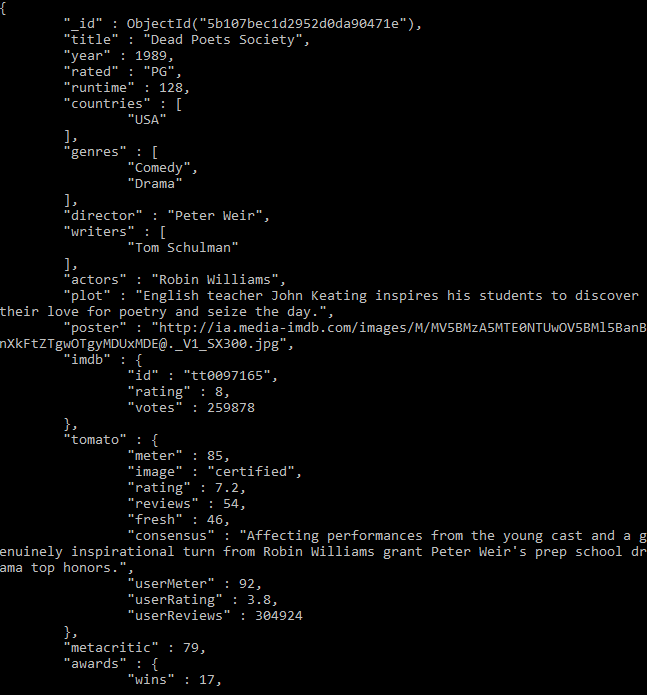 {
        "_id" : ObjectId("5b107bec1d2952d0da90471e"),
        "title" : "Dead Poets Society",
        "year" : 1989,
        "rated" : "PG",
        "runtime" : 128,
        "countries" : [
                "USA"
        ],
        "genres" : [
                "Comedy",
                "Drama"
        ],
        "director" : "Peter Weir",
        "writers" : [
                "Tom Schulman"
        ],
        "actors" : "Robin Williams",
        "plot" : "English teacher John Keating inspires his students to discover
their love for poetry and seize the day.",
        "poster" : "http://ia.media-imdb.com/images/M/MV5BMzA5MTE0NTUwOV5BMl5BanB
nXkFtZTgwOTgyMDUxMDE@._V1_SX300.jpg",
        "imdb" : {
                "id" : "tt0097165",
                "rating" : 8,
                "votes" : 259878
        },
        "tomato" : {
                "meter" : 85,
                "image" : "certified",
                "rating" : 7.2,
                "reviews" : 54,
                "fresh" : 46,
                "consensus" : "Affecting performances from the young cast and a g
enuinely inspirational turn from Robin Williams grant Peter Weir's prep school dr
ama top honors.",
                "userMeter" : 92,
                "userRating" : 3.8,
                "userReviews" : 304924
        },
        "metacritic" : 79,
        "awards" : {
                "wins" : 17,